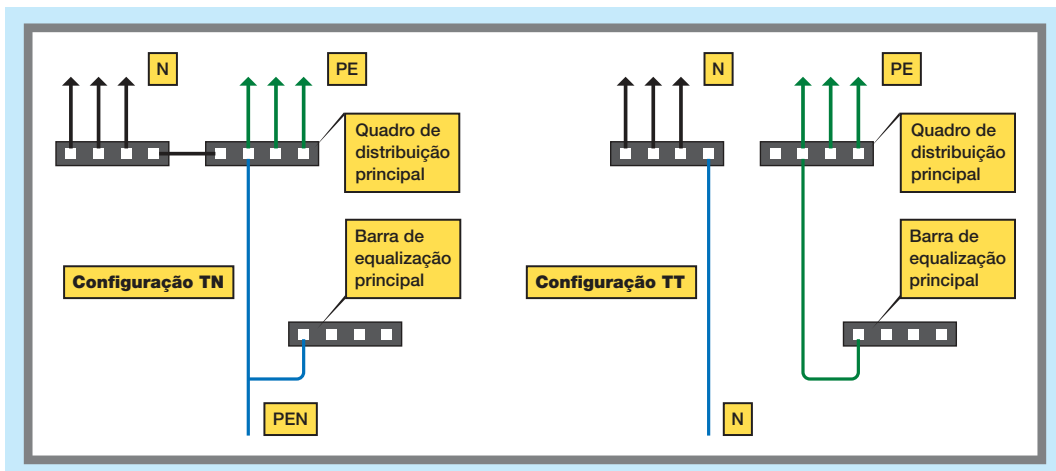 N
PE
Quadro de
distribuição
principal
Barra de
equalização
principal
Configuração TN
PEN
N
PE
Quadro de
distribuição
principal
Barra de
equalização
principal
Configuração TT
N